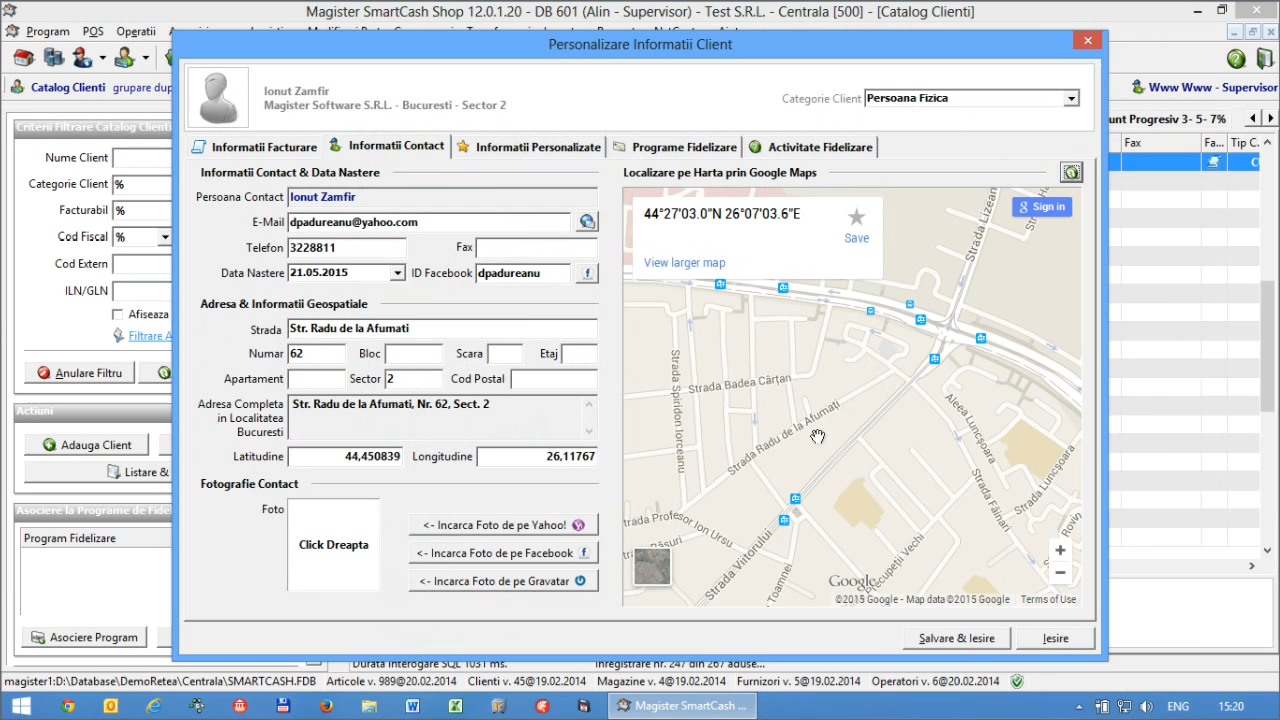 Magister SmartCash Shop 12.0.1.20 - DB 601 (Alin - Supervisor) - Test S.R.L. - Centrala [500] - [Catalog Clienti]
Program POS Operatii
Personalizare Informatii Client
Catalog Clienti grupare dup
Www Www - Supervisor
Ionut Zamfir
Magister Software S.R.L. - Bucuresti - Sector 2
Categorie Client Persoana Fizica
Criterii Filtrare Catalog Clienti
unt Progresiv 3- 5- 7%
Informatii Facturare Informatii Contact Informatii Personalizate Programe Fidelizare Activitate Fidelizare
Fax Fa... Tip C
Nume Client
Categorie Client %
Facturabil %
Cod Fiscal %
Cod Extern
ILN/GLN
Afiseaza
Filtrare A
Anulare Filtru
Actiuni
Adauga Client
Listare &
Asociere la Programe de Fidel
Program Fidelizare
Asociere Program
Informatii Contact & Data Nastere
Persoana Contact Ionut Zamfir
E-Mail dpadureanu@yahoo.com
Telefon 3228811 Fax
Data Nastere 21.05.2015 ID Facebook dpadureanu
Adresa & Informatii Geospatiale
Strada Str. Radu de la Afumati
Numar 62 Bloc Scara Etaj
Apartament Sector 2 Cod Postal
Adresa Completa
in Localitatea
Bucuresti
Str. Radu de la Afumati, Nr. 62, Sect. 2
Latitudine 44,450839 Longitudine 26,11767
Fotografie Contact
Foto
Click Dreapta
<- Incarca Foto de pe Yahoo!
<- Incarca Foto de pe Facebook
<- Incarca Foto de pe Gravatar
Localizare pe Harta prin Google Maps
44°27'03.0"N 26°07'03.6"E
Save
View larger map
Sign in
Strada Lizean
Strada Badea Cârțan
Strada Spiridon Iorceanu
Strada Radu de la Afumați
Aleea Luncșoara
Strada Luncșoara
Strada Făinari
Strada Viitorului
Toamnei
Precupeții Vechi
Google
©2015 Google - Map data ©2015 Google Terms of Use
Salvare & Iesire Iesire
Durata interogare SQL 1031 ms. Inregistrare nr. 247 din 267 aduse...
magister1:D:\Database\DemoRetea\Centrala\SMARTCASH.FDB Articole v. 989@20.02.2014 Clienti v. 45@19.02.2014 Magazine v. 4@19.02.2014 Furnizori v. 5@19.02.2014 Operatori v. 6@20.02.2014
Magister SmartCash ...
ENG 15:20